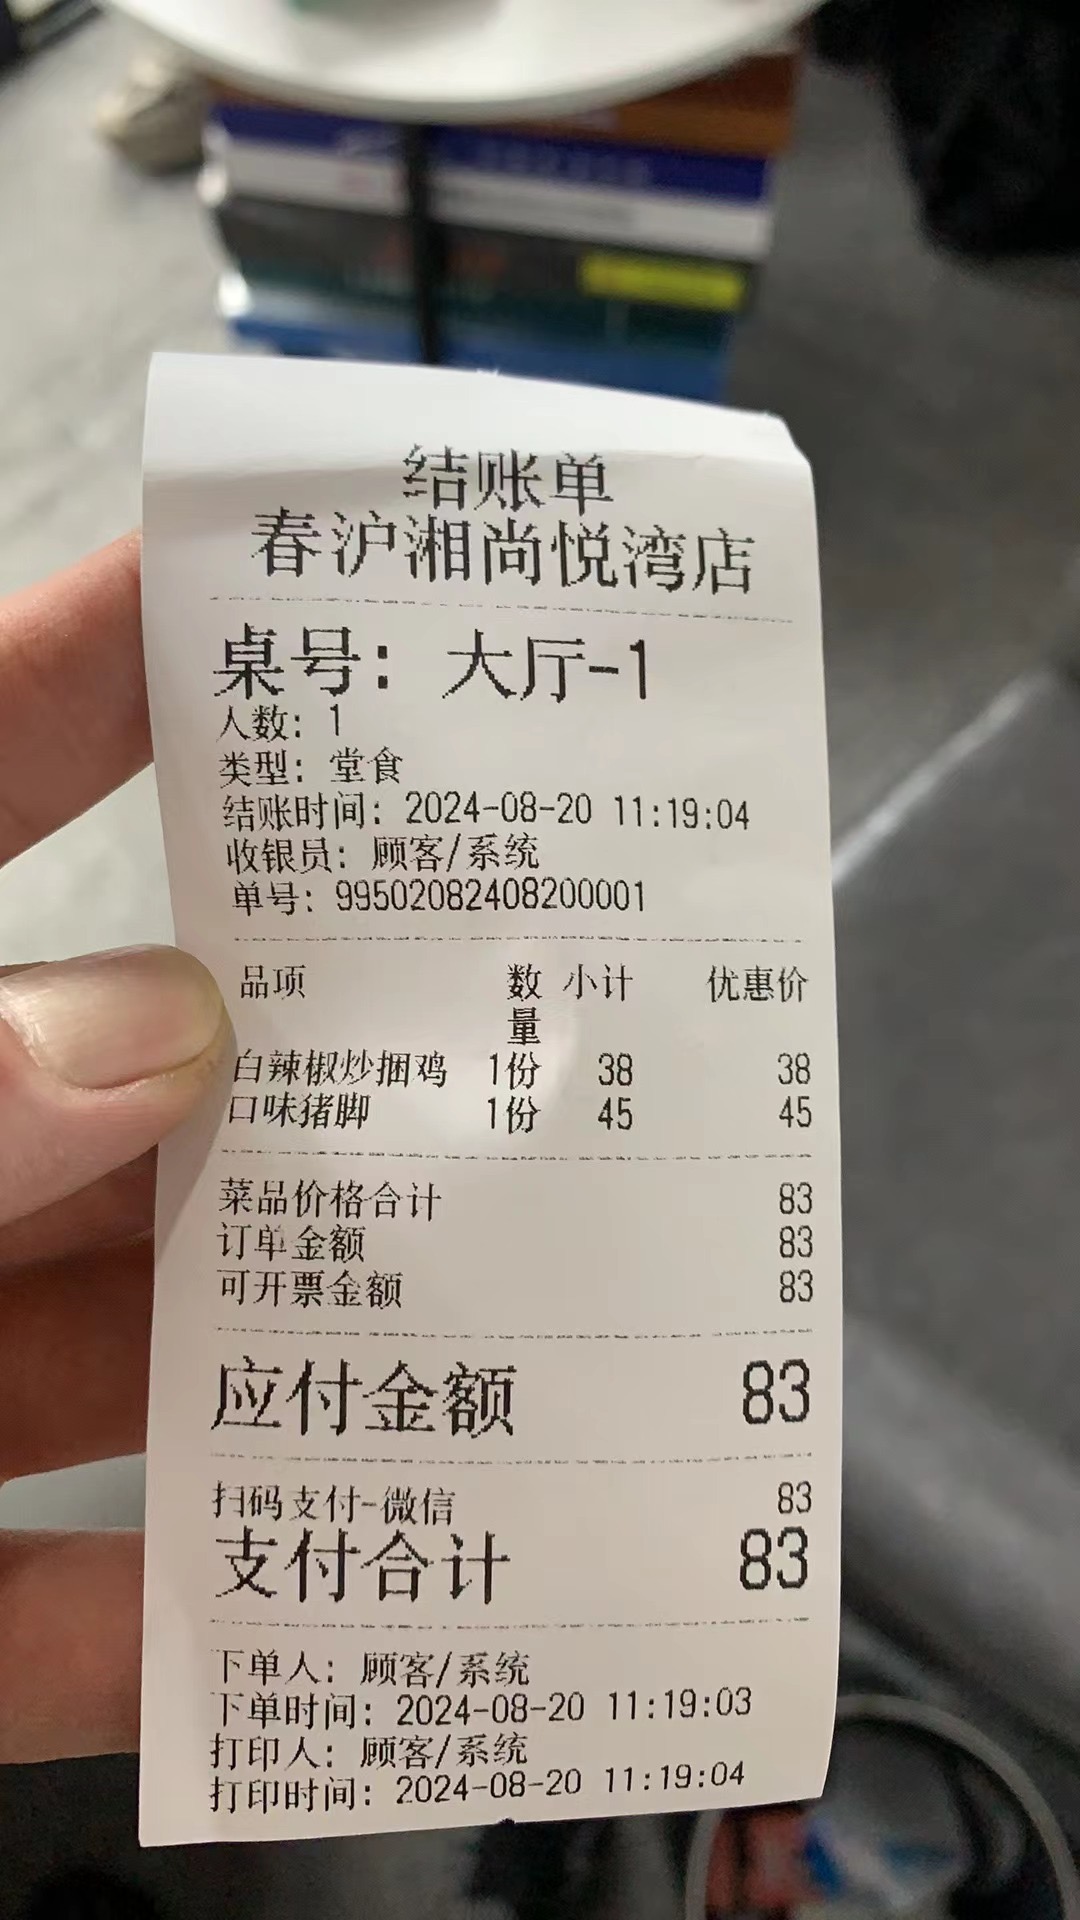 结账单
春沪湘尚悦湾店
桌号: 大厅-1
人数: 1
类型: 堂食
结账时间: 2024-08-20 11:19:04
收银员: 顾客/系统
单号: 99502082408200001
品项 数量 小计 优惠价
白辣椒炒捆鸡 1份 38 38
口味猪脚 1份 45 45
菜品价格合计 83
订单金额 83
可开票金额 83
应付金额 83
扫码支付-微信 83
支付合计 83
下单人: 顾客/系统
下单时间: 2024-08-20 11:19:03
打印人: 顾客/系统
打印时间: 2024-08-20 11:19:04